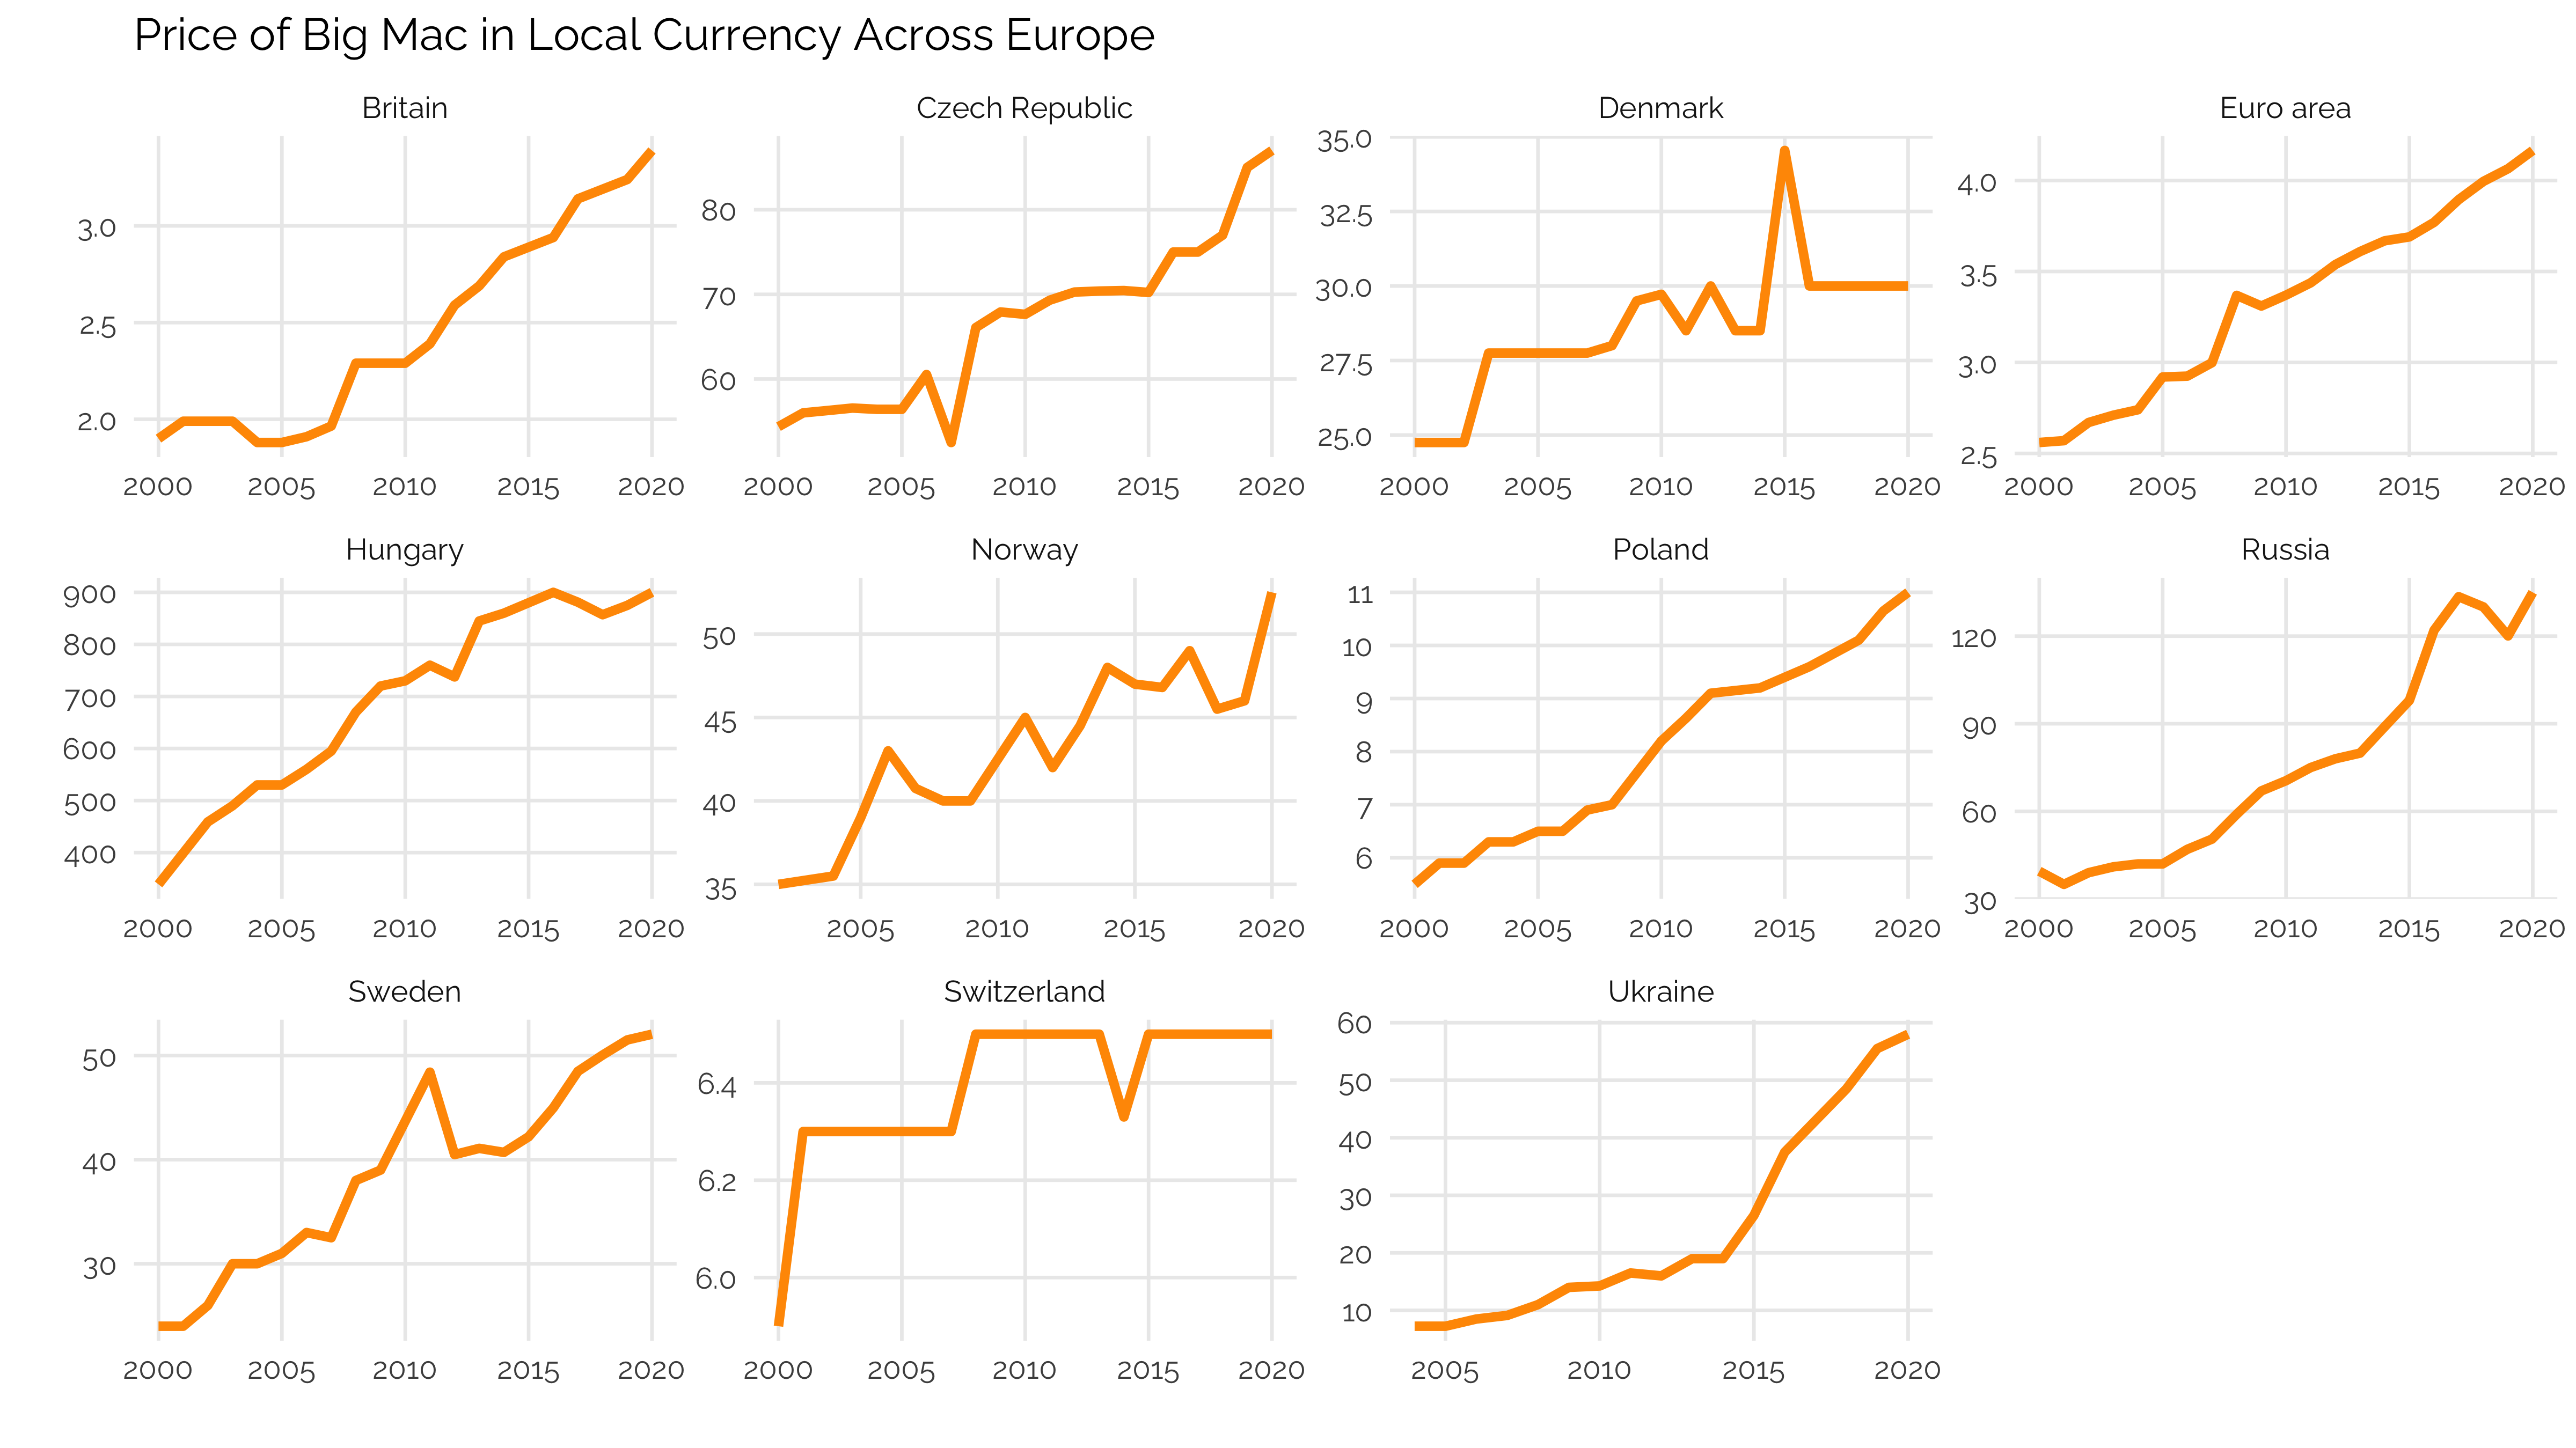 Price of Big Mac in Local Currency Across Europe
Britain
3.0
2.5
2.0
2000 2005 2010 2015 2020
Czech Republic
80
70
60
2000 2005 2010 2015 2020
Denmark
35.0
32.5
30.0
27.5
25.0
2000 2005 2010 2015 2020
Euro area
4.0
3.5
3.0
2.5
2000 2005 2010 2015 2020
Hungary
900
800
700
600
500
400
2000 2005 2010 2015 2020
Norway
50
45
40
35
2005 2010 2015 2020
Poland
11
10
9
8
7
6
2000 2005 2010 2015 2020
Russia
120
90
60
30
2000 2005 2010 2015 2020
Sweden
50
40
30
2000 2005 2010 2015 2020
Switzerland
6.4
6.2
6.0
2000 2005 2010 2015 2020
Ukraine
60
50
40
30
20
10
2005 2010 2015 2020